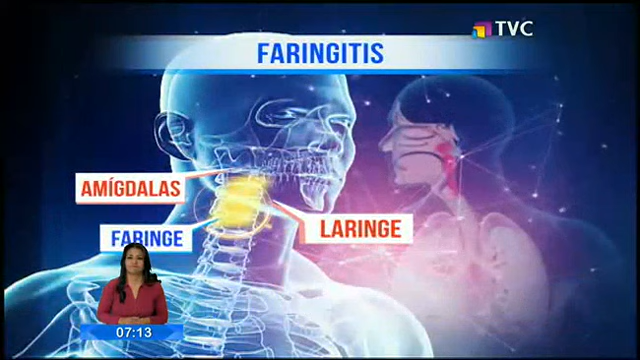 TVC
FARINGITIS
AMÍGDALAS
LARINGE
FARINGE
07:13